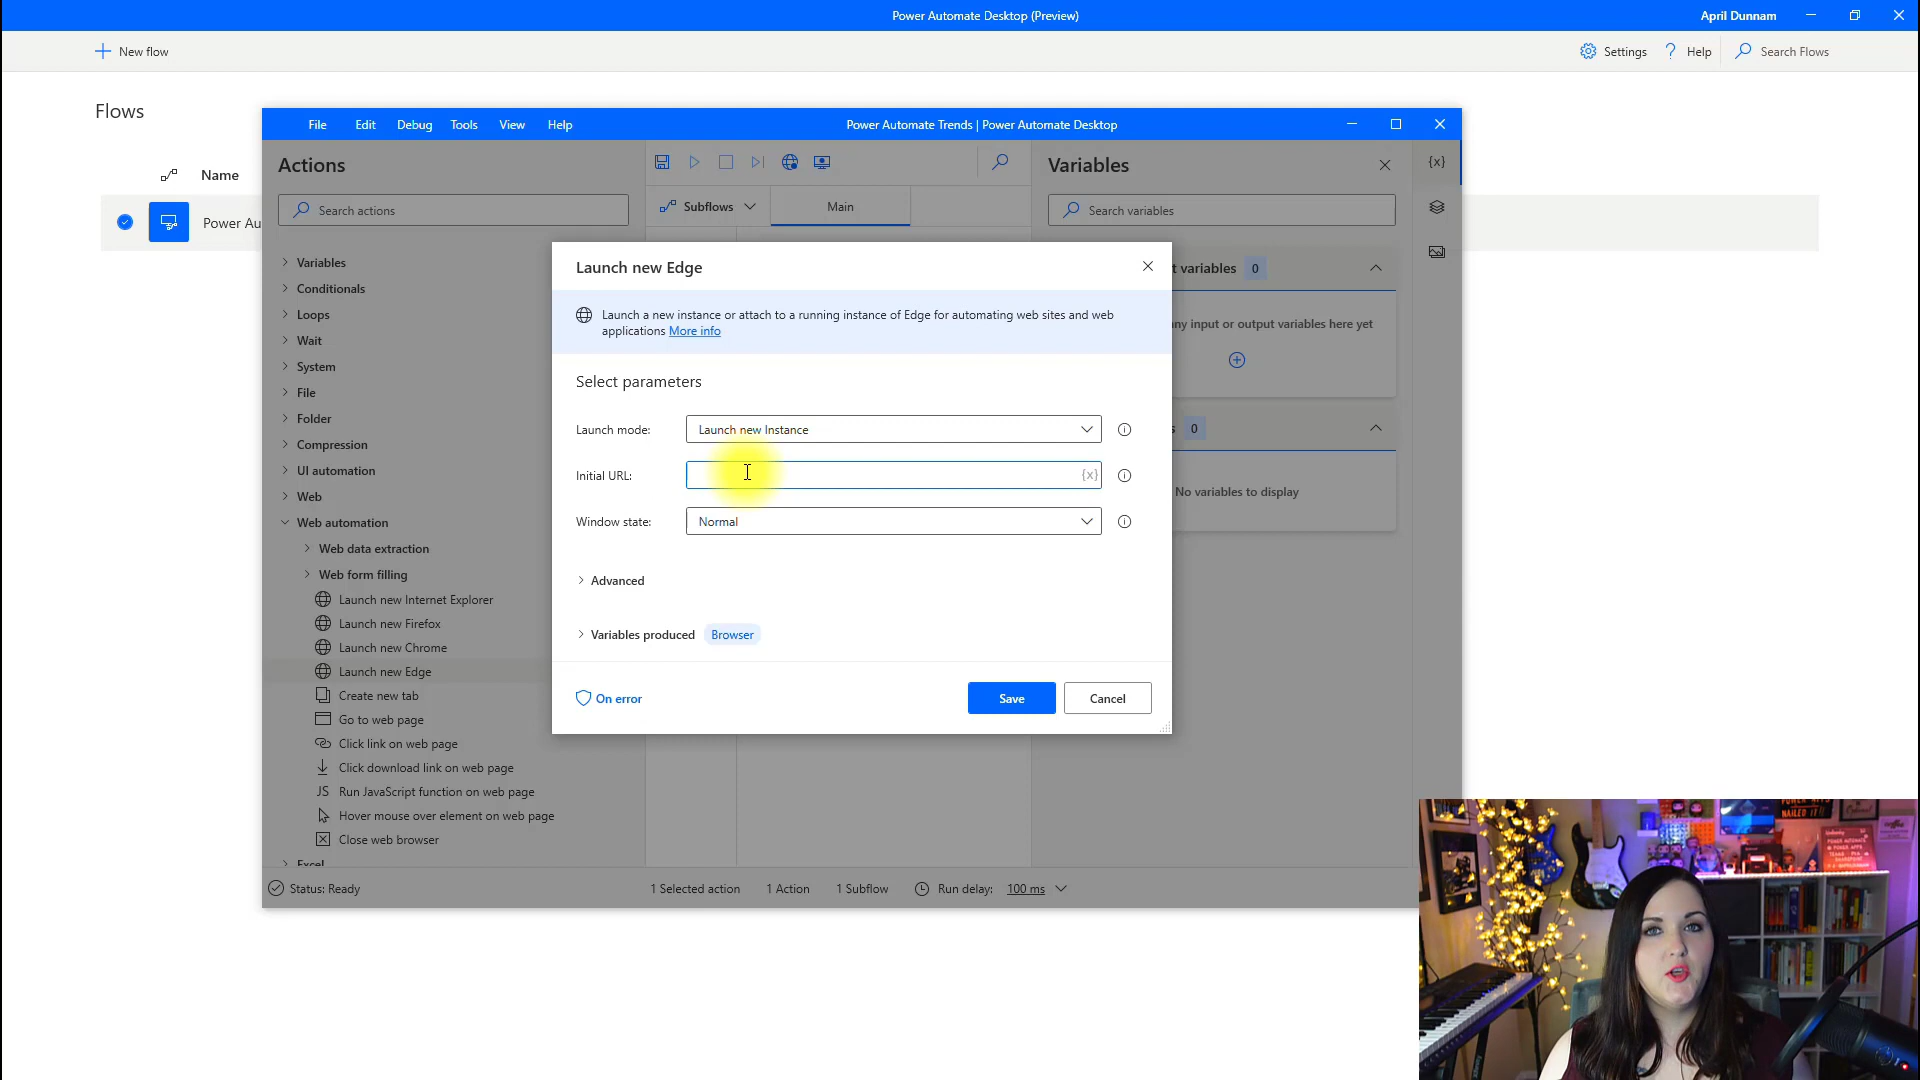 Power Automate Desktop (Preview)
April Dunnam
New flow
Settings
Help
Search Flows
Flows
Name
Power Au
File Edit Debug Tools View Help
Power Automate Trends | Power Automate Desktop
Actions
Search actions
Variables
Conditionals
Loops
Wait
System
File
Folder
Compression
UI automation
Web
Web automation
Web data extraction
Web form filling
Launch new Internet Explorer
Launch new Firefox
Launch new Chrome
Launch new Edge
Create new tab
Go to web page
Click link on web page
Click download link on web page
JS Run JavaScript function on web page
Hover mouse over element on web page
Close web browser
Excel
Subflows
Main
Variables
{x}
Search variables
t variables 0
ny input or output variables here yet
s 0
No variables to display
Launch new Edge
Launch a new instance or attach to a running instance of Edge for automating web sites and web
applications More info
Select parameters
Launch mode: Launch new Instance
Initial URL: {x}
Window state: Normal
Advanced
Variables produced Browser
On error
Save
Cancel
Status: Ready
1 Selected action
1 Action
1 Subflow
Run delay: 100 ms
NAILED IT!